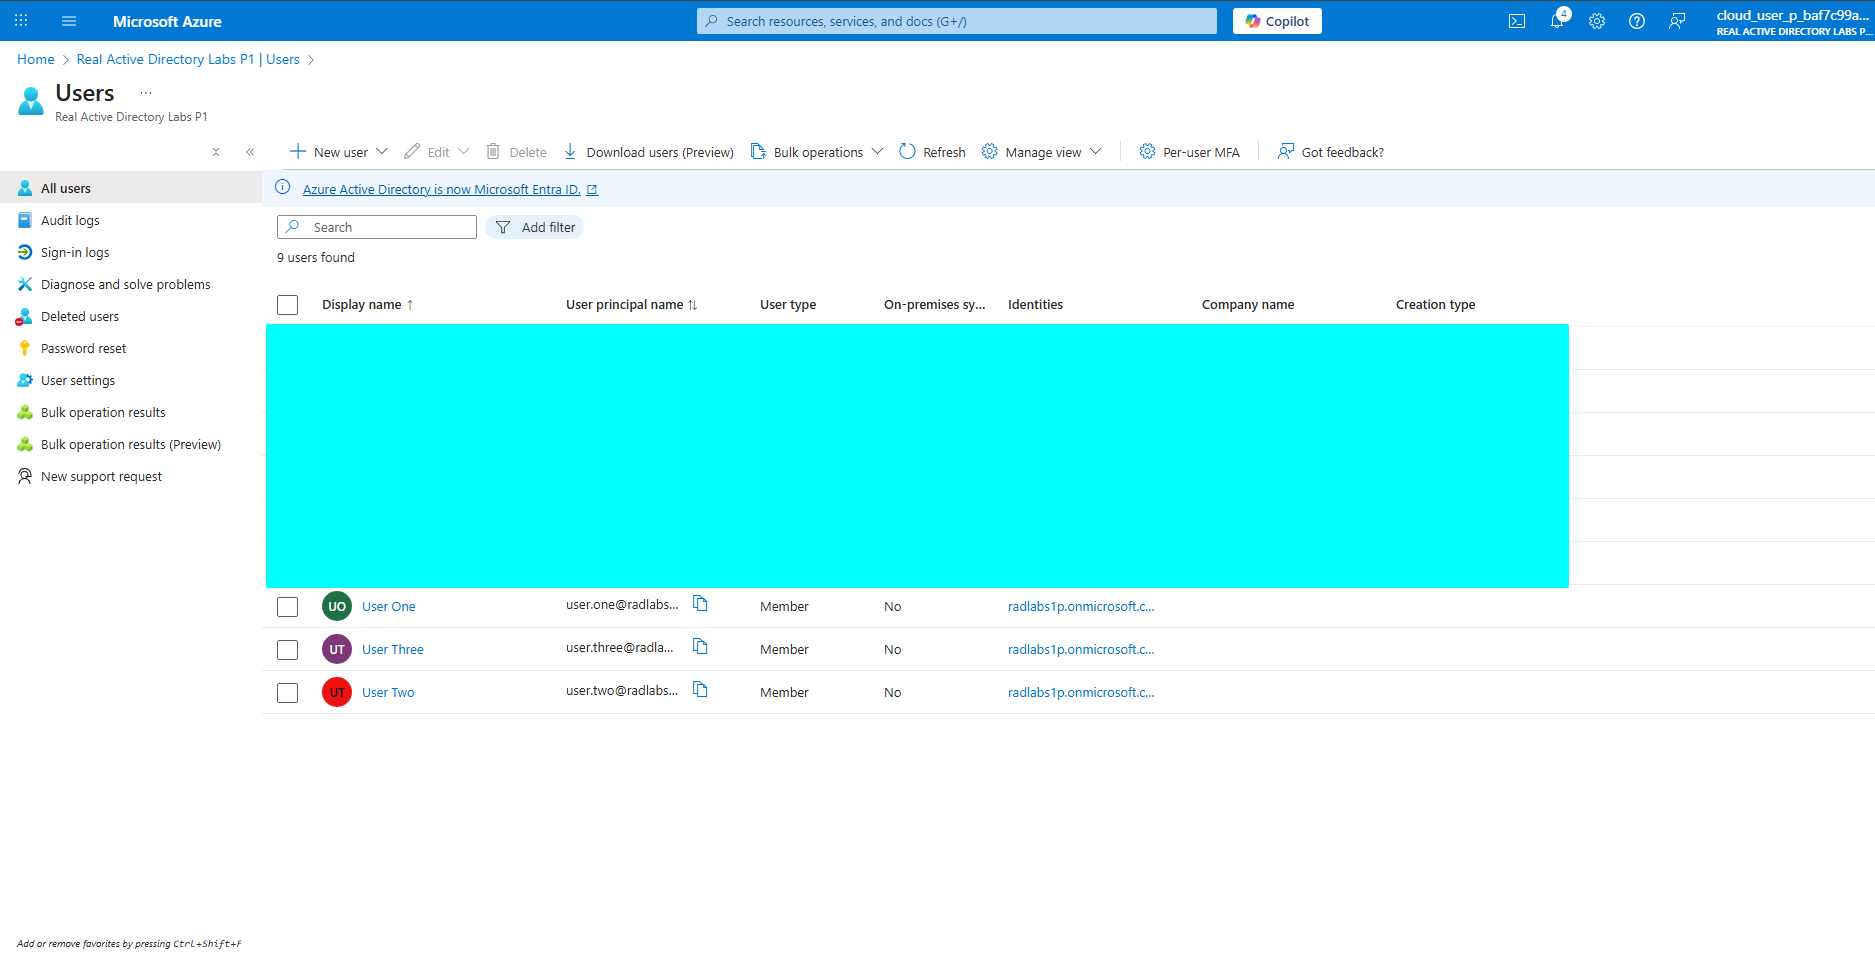 Microsoft Azure
Search resources, services, and docs (G+/)
Copilot
4
cloud_user_p_baf7c99a...
REAL ACTIVE DIRECTORY LABS P...
Home > Real Active Directory Labs P1 | Users >
Users ...
Real Active Directory Labs P1
New user Edit Delete Download users (Preview) Bulk operations Refresh Manage view Per-user MFA Got feedback?
All users
Audit logs
Sign-in logs
Diagnose and solve problems
Deleted users
Password reset
User settings
Bulk operation results
Bulk operation results (Preview)
New support request
Azure Active Directory is now Microsoft Entra ID.
Search Add filter
9 users found
Display name ↑ User principal name ↑↓ User type On-premises sy... Identities Company name Creation type
UO User One user.one@radlabs... Member No radlabs1p.onmicrosoft.c...
UT User Three user.three@radla... Member No radlabs1p.onmicrosoft.c...
UT User Two user.two@radlabs... Member No radlabs1p.onmicrosoft.c...
Add or remove favorites by pressing Ctrl+Shift+F